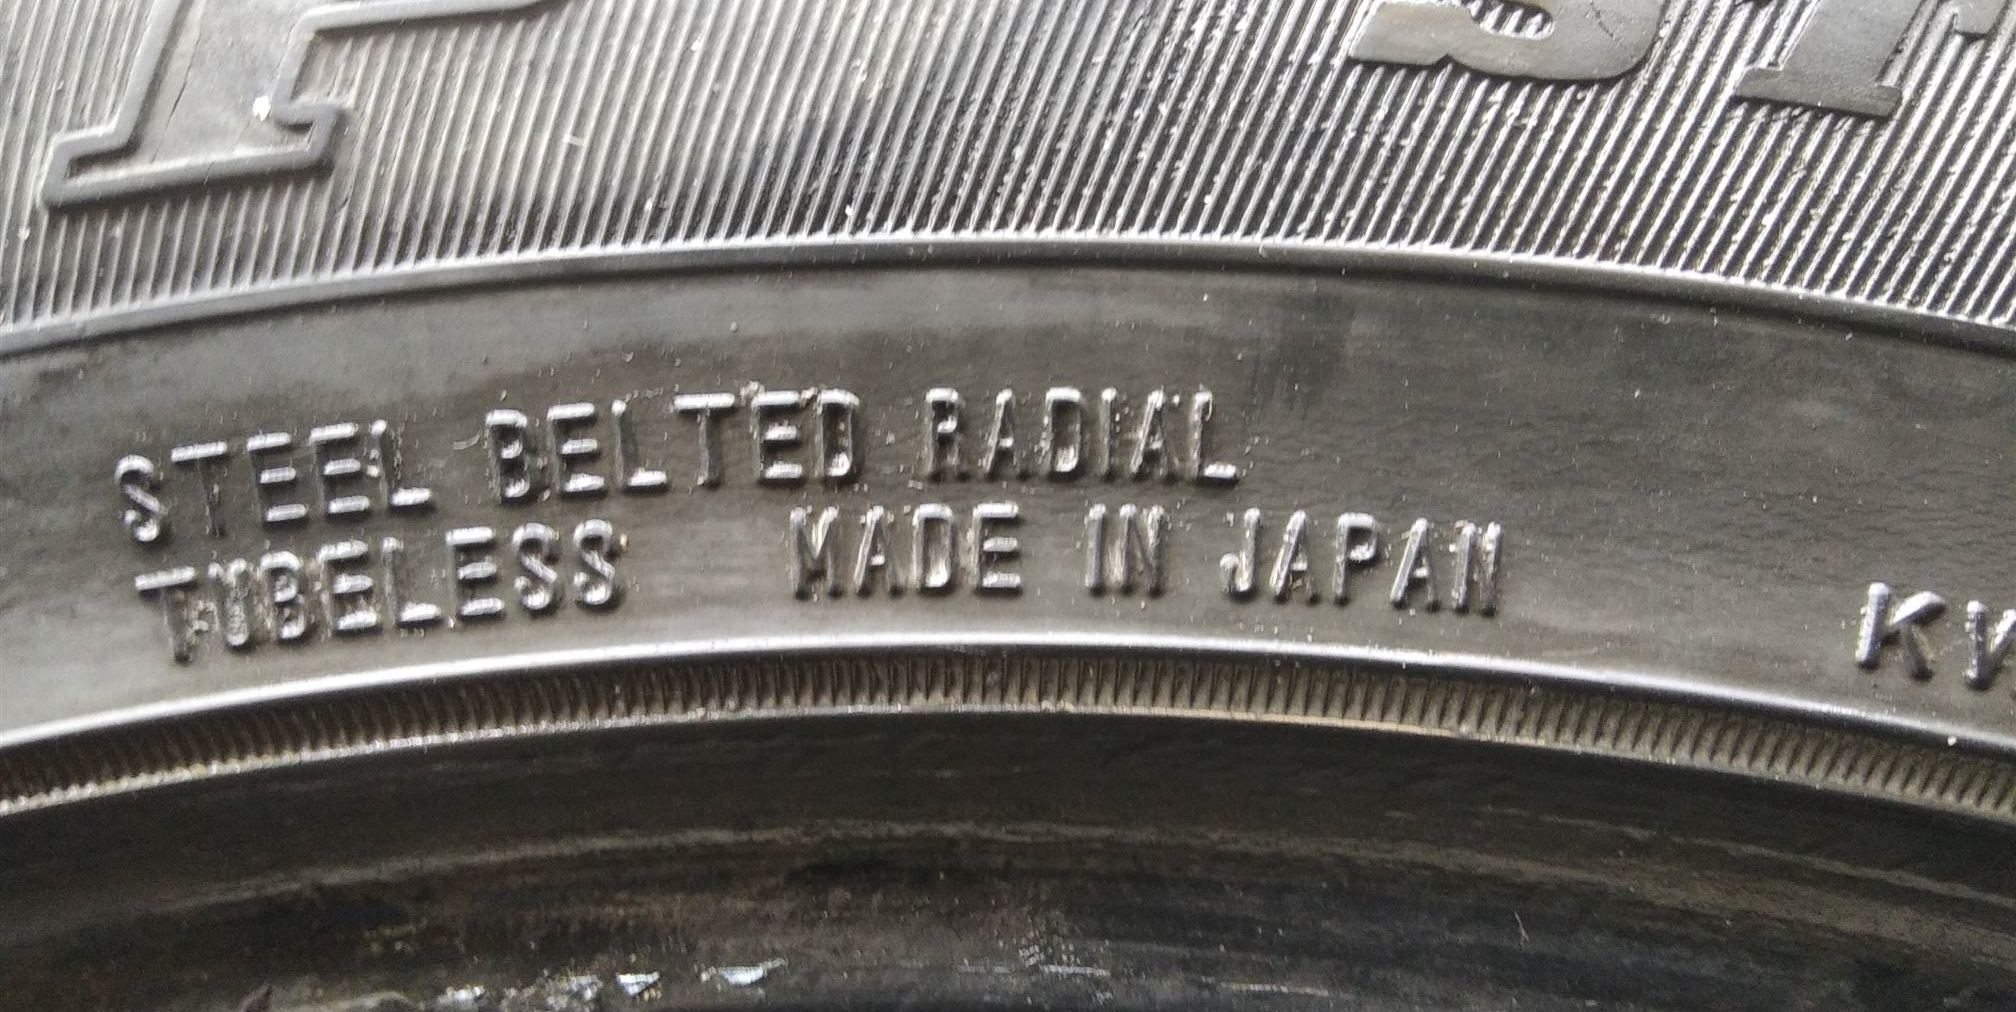 STEEL BELTED RADIAL
TUBELESS MADE IN JAPAN